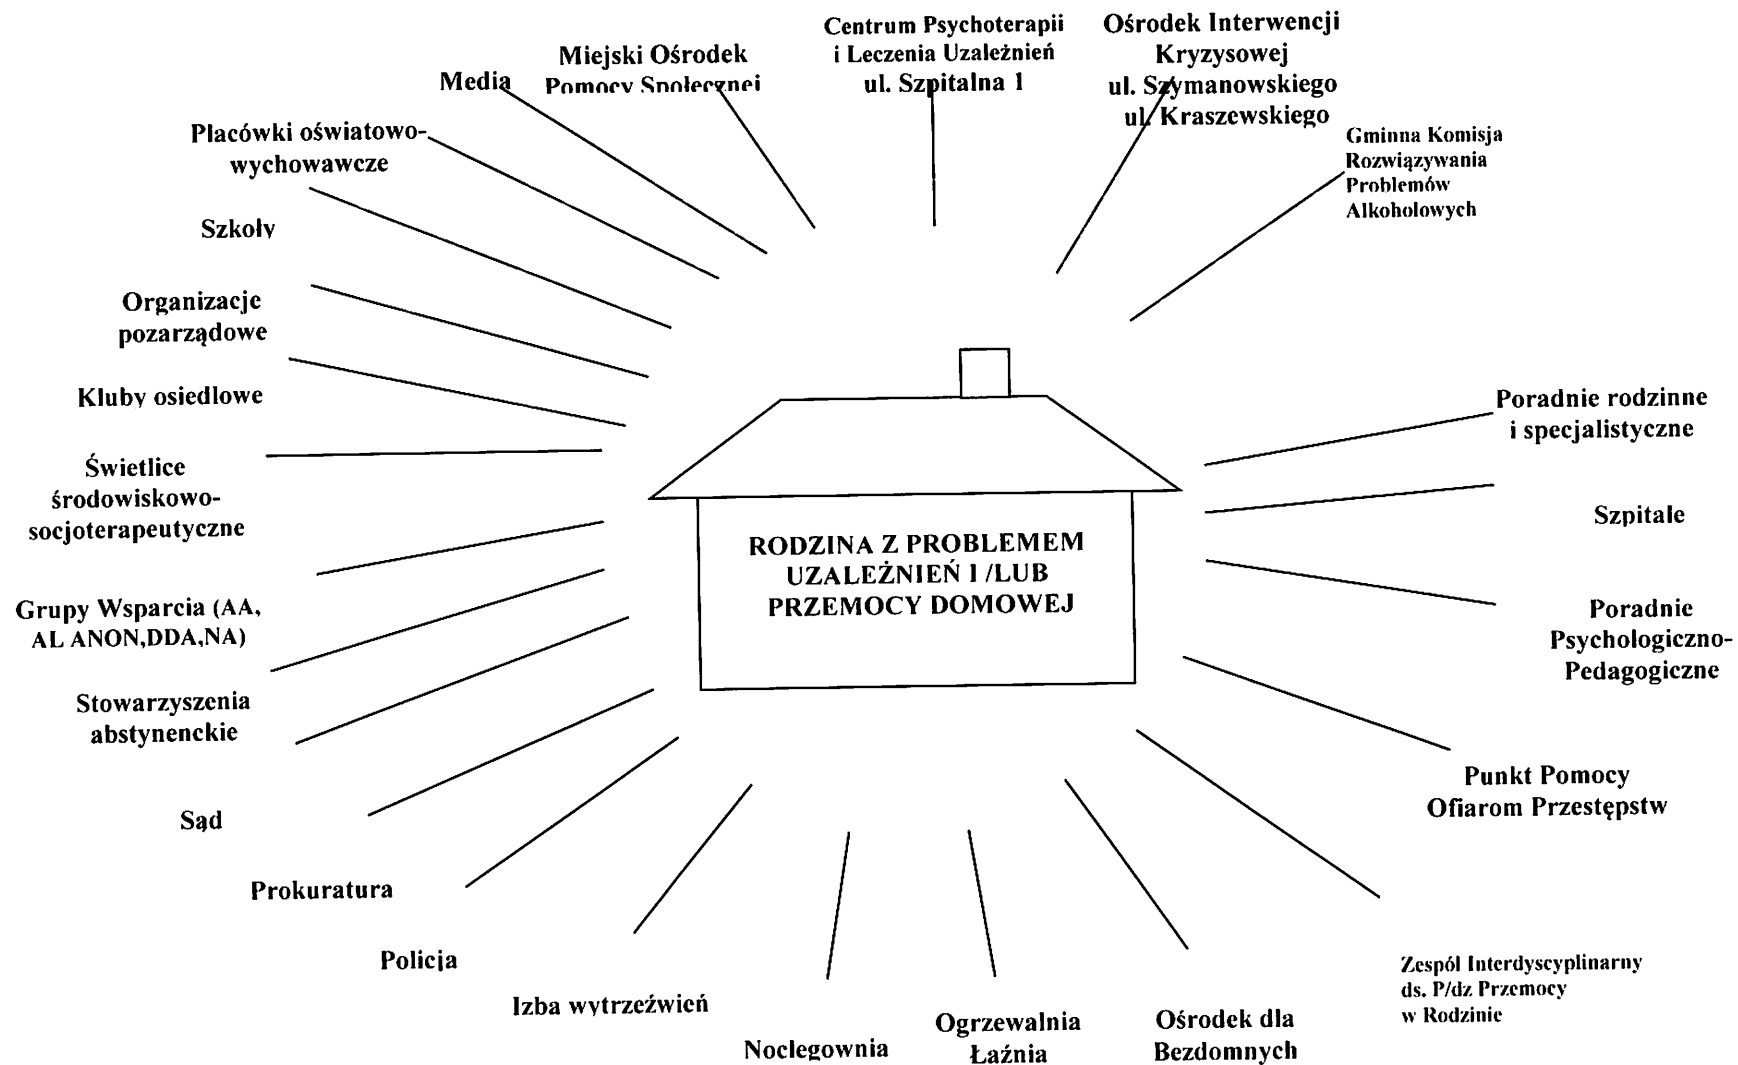 Centrum Psychoterapii
i Leczenia Uzależnień
ul. Szpitalna 1
Ośrodek Interwencji
Kryzysowej
ul. Szymanowskiego
ul. Kraszewskiego
Miejski Ośrodek
Pomocy Społecznej
Media
Placówki oświatowo-
wychowawcze
Gminna Komisja
Rozwiązywania
Problemów
Alkoholowych
Szkoły
Organizacje
pozarządowe
Kluby osiedlowe
Poradnie rodzinne
i specjalistyczne
Świetlice
środowiskowo-
socjoterapeutyczne
Szpitale
RODZINA Z PROBLEMEM
UZALEŻNIEŃ I /LUB
PRZEMOCY DOMOWEJ
Grupy Wsparcia (AA,
AL ANON,DDA,NA)
Poradnie
Psychologiczno-
Pedagogiczne
Stowarzyszenia
abstynenckie
Punkt Pomocy
Ofiarom Przestępstw
Sąd
Prokuratura
Policja
Izba wytrzeźwień
Noclegownia
Ogrzewalnia
Łaźnia
Ośrodek dla
Bezdomnych
Zespół Interdyscyplinarny
ds. P/dz Przemocy
w Rodzinie